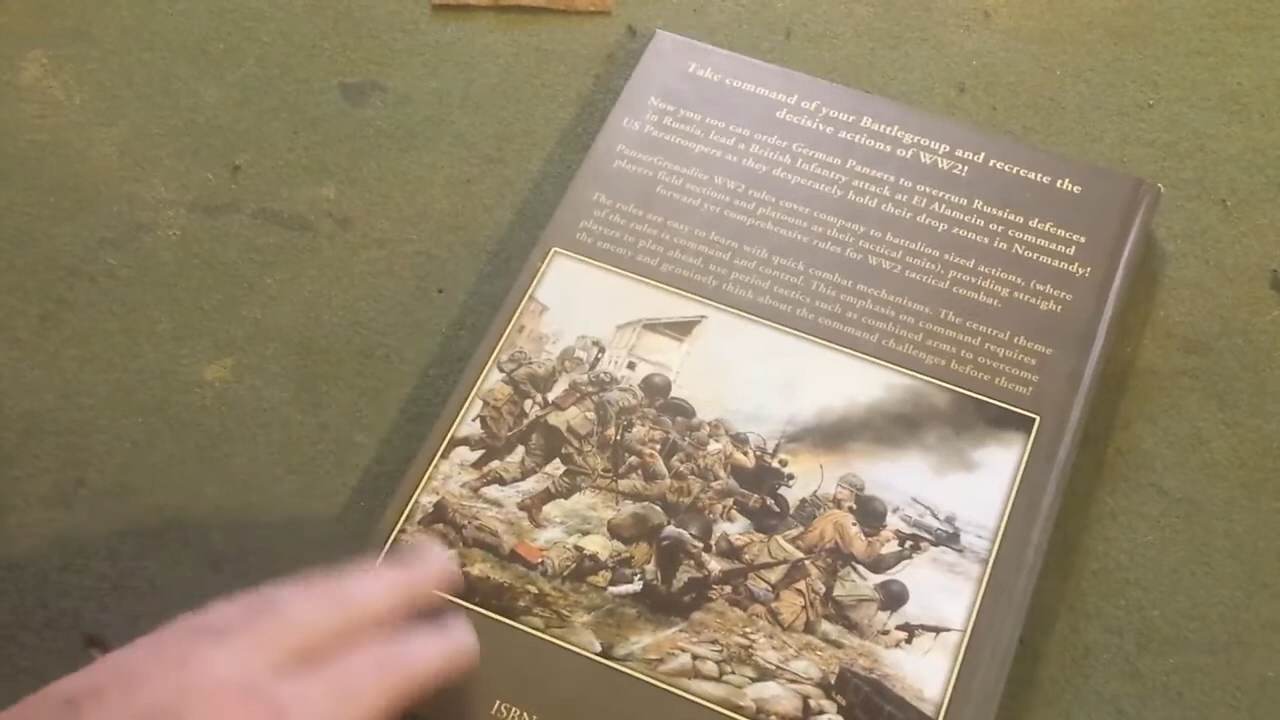 Take command of your Battlegroup and recreate the
decisive actions of WW2!
Now you too can order German Panzers to overrun Russian defences
in Russia, lead a British Infantry attack at El Alamein or command
US Paratroopers as they desperately hold their drop zones in Normandy!
PanzerGrenadier WW2 rules cover company to battalion sized actions, (where
players field sections and platoons as their tactical units), providing straight
forward yet comprehensive rules for WW2 tactical combat.
The rules are easy to learn with quick combat mechanisms. The central theme
of the rules is command and control. This emphasis on command requires
players to plan ahead, use period tactics such as combined arms to overcome
the enemy and genuinely think about the command challenges before them!
ISBN